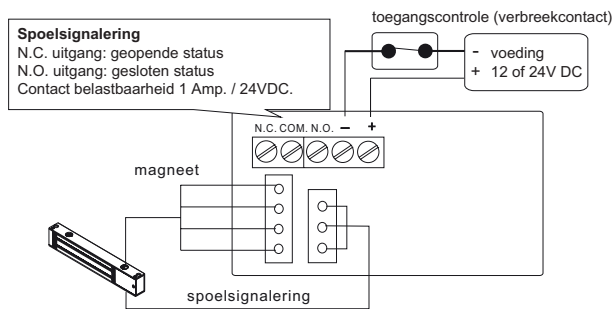 toegangscontrole (verbreekcontact)
Spoelsignalering
N.C. uitgang: geopende status
N.O. uitgang: gesloten status
Contact belastbaarheid 1 Amp. / 24VDC.
- voeding
+ 12 of 24V DC
N.C. COM. N.O. — +
magneet
spoelsignalering